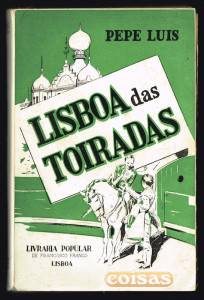 PEPE LUIS
LISBOA das
TOIRADAS
LIVRARIA POPULAR
DE FRANCISCO FRANCO
LISBOA
coisas